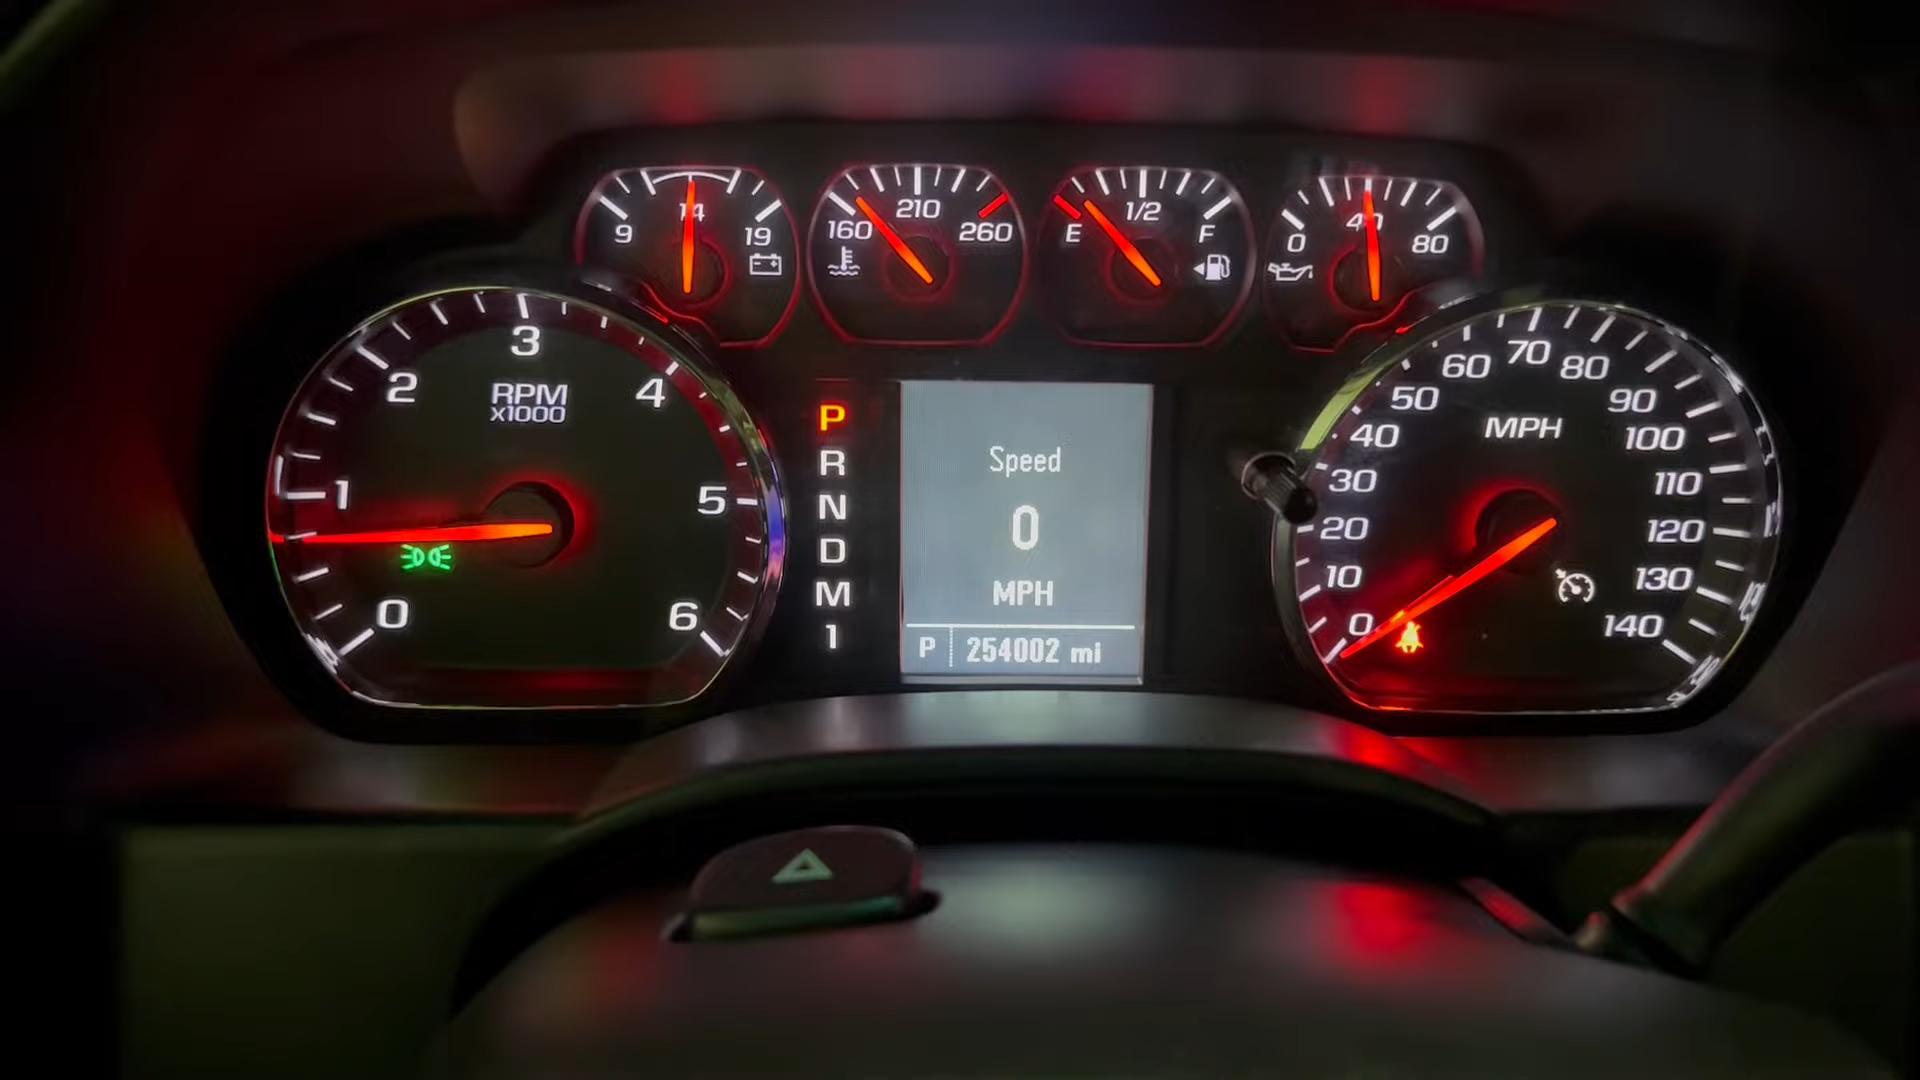 9 14 19
160 210 260
E 1/2 F
0 40 80
0 1 2 3 4 5 6
RPM
x1000
P
R
N
D
M
1
Speed
0
MPH
P 254002 mi
0 10 20 30 40 50 60 70 80 90 100 110 120 130 140
MPH